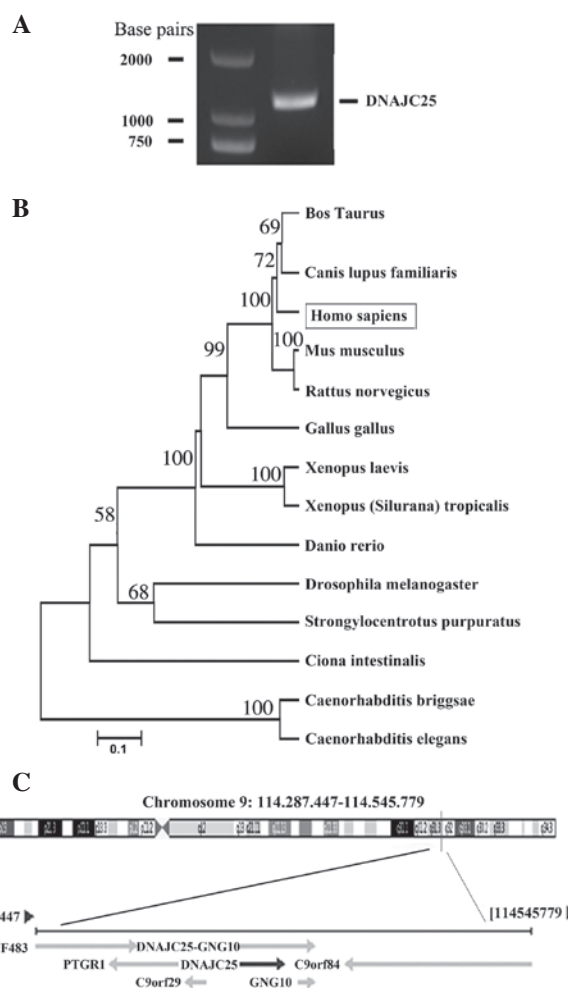 A
Base pairs
2000
1000
750
DNAJC25
B
Bos Taurus
69
Canis lupus familiaris
72
100
Homo sapiens
100
Mus musculus
99
Rattus norvegicus
Gallus gallus
100
100
Xenopus laevis
Xenopus (Silurana) tropicalis
58
Danio rerio
68
Drosophila melanogaster
Strongylocentrotus purpuratus
Ciona intestinalis
100
Caenorhabditis briggsae
Caenorhabditis elegans
0.1
C
Chromosome 9: 114.287.447-114.545.779
447
[114545779
F483
DNAJC25-GNG10
PTGR1
DNAJC25
C9orf84
C9orf29
GNG10